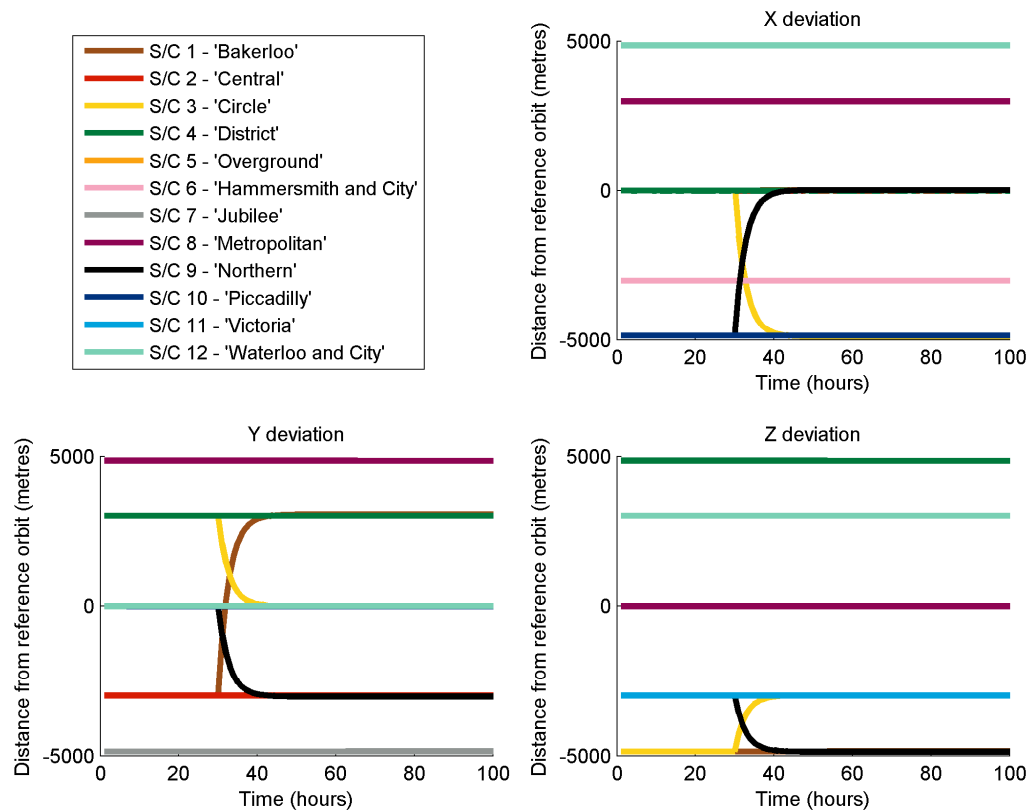 S/C 1 - 'Bakerloo'
S/C 2 - 'Central'
S/C 3 - 'Circle'
S/C 4 - 'District'
S/C 5 - 'Overground'
S/C 6 - 'Hammersmith and City'
S/C 7 - 'Jubilee'
S/C 8 - 'Metropolitan'
S/C 9 - 'Northern'
S/C 10 - 'Piccadilly'
S/C 11 - 'Victoria'
S/C 12 - 'Waterloo and City'
X deviation
Distance from reference orbit (metres)
5000
0
-5000
0 20 40 60 80 100
Time (hours)
Y deviation
Distance from reference orbit (metres)
5000
0
-5000
0 20 40 60 80 100
Time (hours)
Z deviation
Distance from reference orbit (metres)
5000
0
-5000
0 20 40 60 80 100
Time (hours)